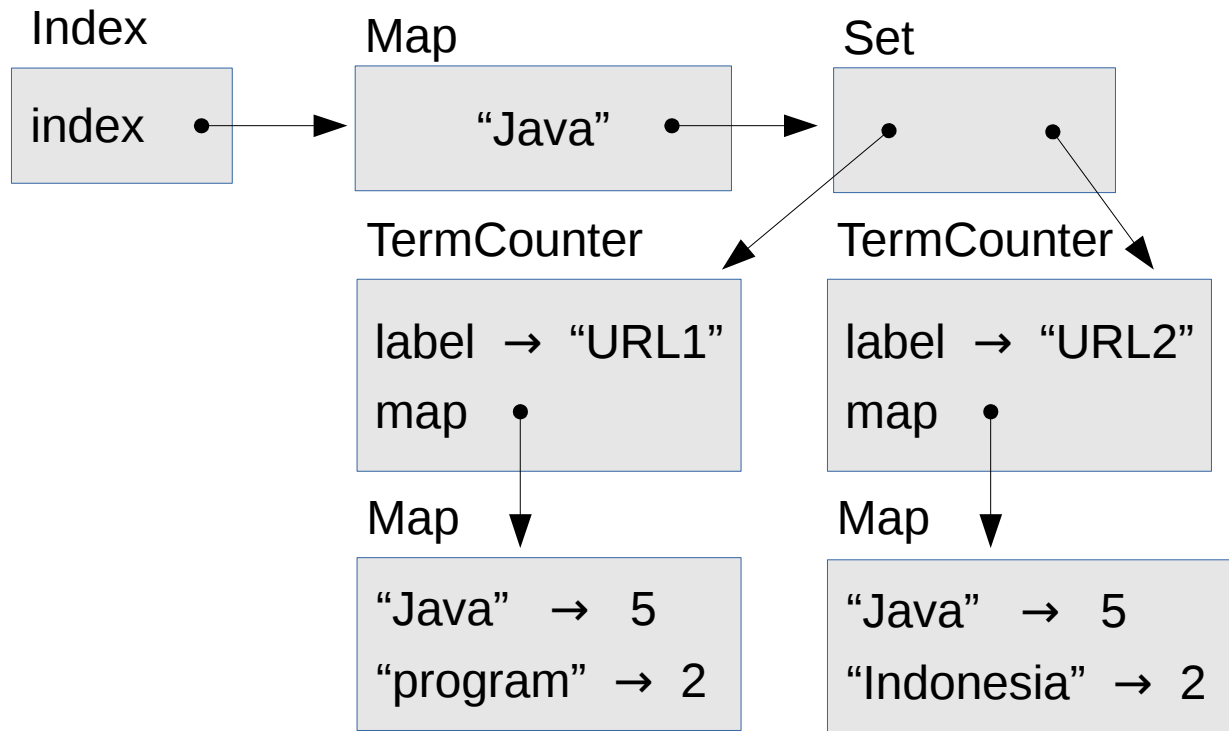 Index
Map
Set
index
“Java”
TermCounter
TermCounter
label → “URL1”
map
label → “URL2”
map
Map
Map
“Java” → 5
“program” → 2
“Java” → 5
“Indonesia” → 2